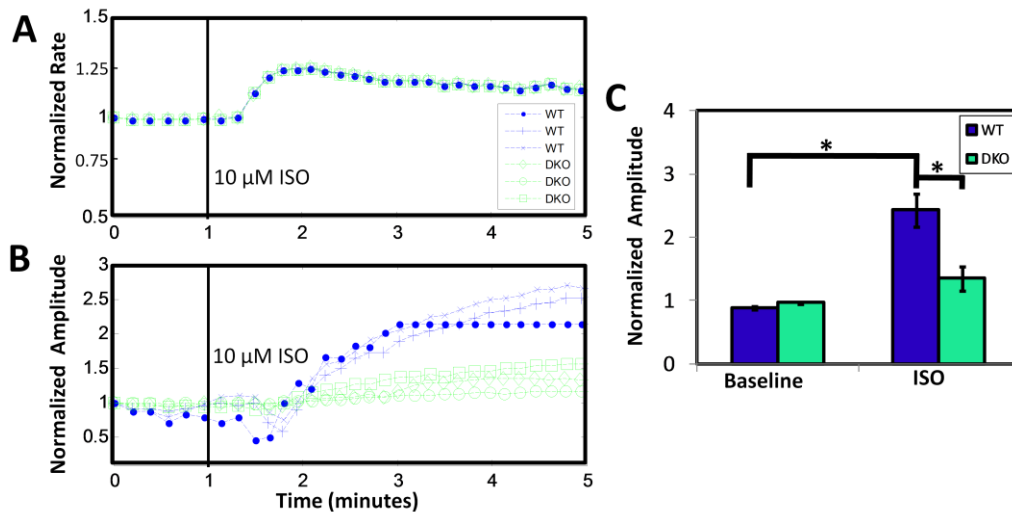 A
Normalized Rate
1.5
1.25
1
0.75
0.5
10 µM ISO
WT
WT
WT
DKO
DKO
DKO
0 1 2 3 4 5
B
Normalized Amplitude
3
2.5
2
1.5
1
0.5
10 µM ISO
0 1 2 3 4 5
Time (minutes)
C
Normalized Amplitude
4
3
2
1
0
*
*
WT
DKO
Baseline ISO